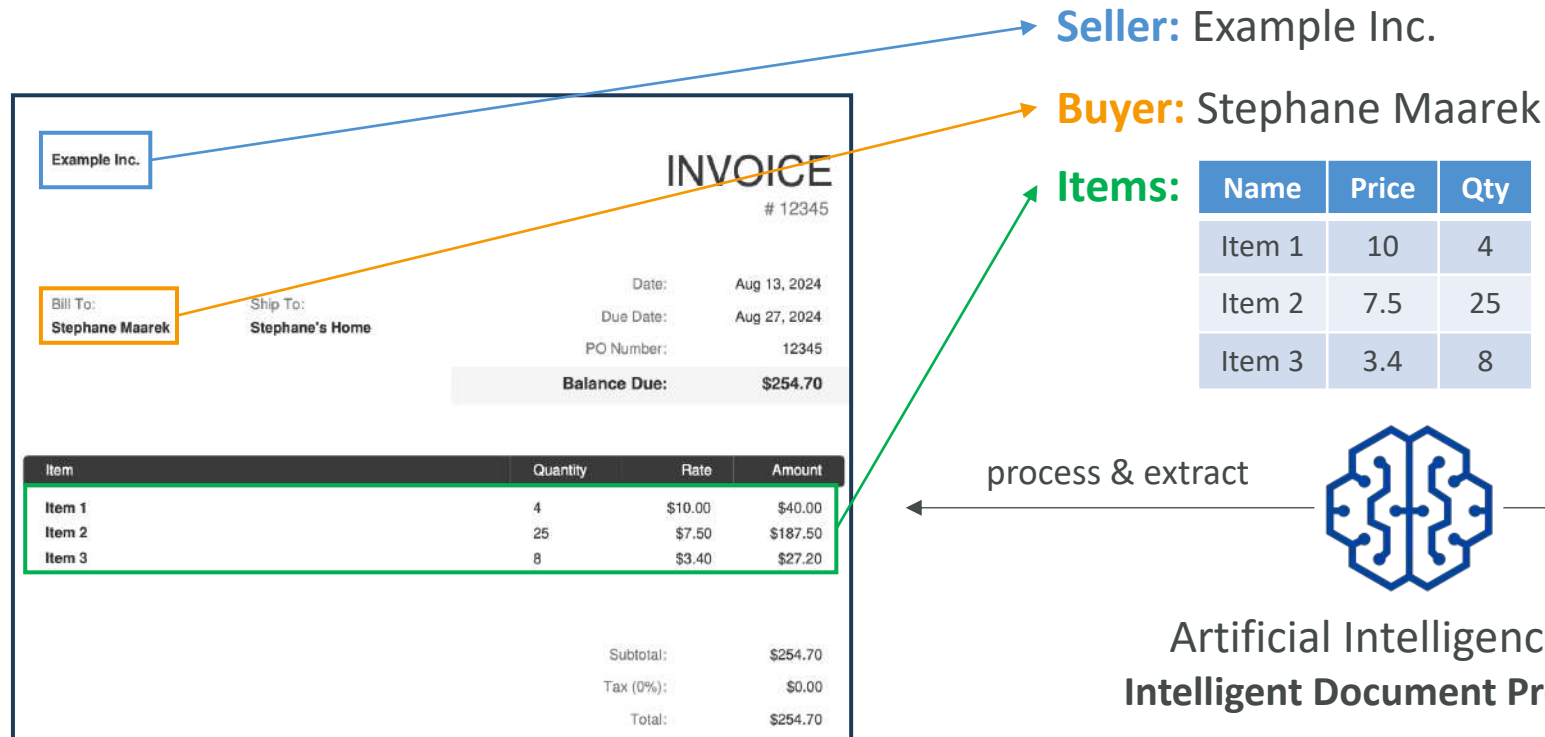 Seller: Example Inc.
Buyer: Stephane Maarek
Items:
Name Price Qty
Item 1 10 4
Item 2 7.5 25
Item 3 3.4 8
Example Inc.
INVOICE
# 12345
Bill To:
Stephane Maarek
Ship To:
Stephane's Home
Date: Aug 13, 2024
Due Date: Aug 27, 2024
PO Number: 12345
Balance Due: $254.70
Item Quantity Rate Amount
Item 1 4 $10.00 $40.00
Item 2 25 $7.50 $187.50
Item 3 8 $3.40 $27.20
Subtotal: $254.70
Tax (0%): $0.00
Total: $254.70
process & extract
Artificial Intelligenc
Intelligent Document Pr